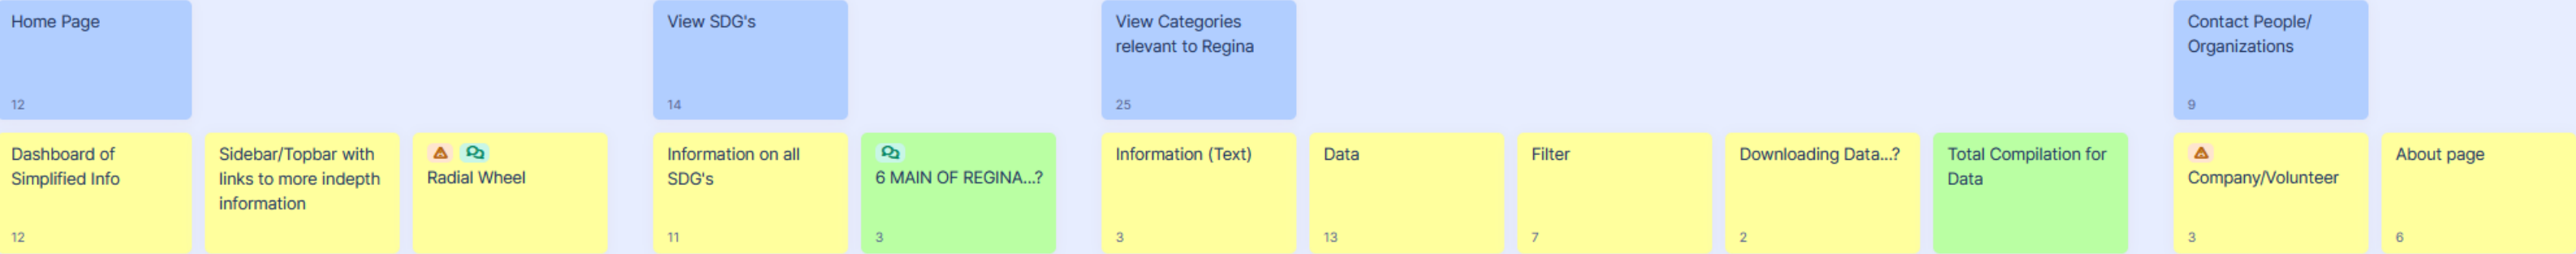 Home Page
12
View SDG's
14
View Categories
relevant to Regina
25
Contact People/
Organizations
9
Dashboard of
Simplified Info
12
Sidebar/Topbar with
links to more indepth
information
Radial Wheel
Information on all
SDG's
11
6 MAIN OF REGINA...?
3
Information (Text)
3
Data
13
Filter
7
Downloading Data...?
2
Total Compilation for
Data
Company/Volunteer
3
About page
6